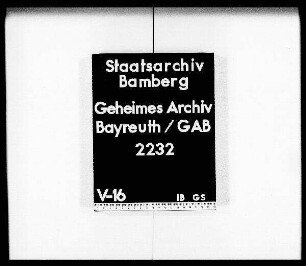 Staatsarchiv
Bamberg
Geheimes Archiv
Bayreuth / GAB
2232
V-16 IB GS